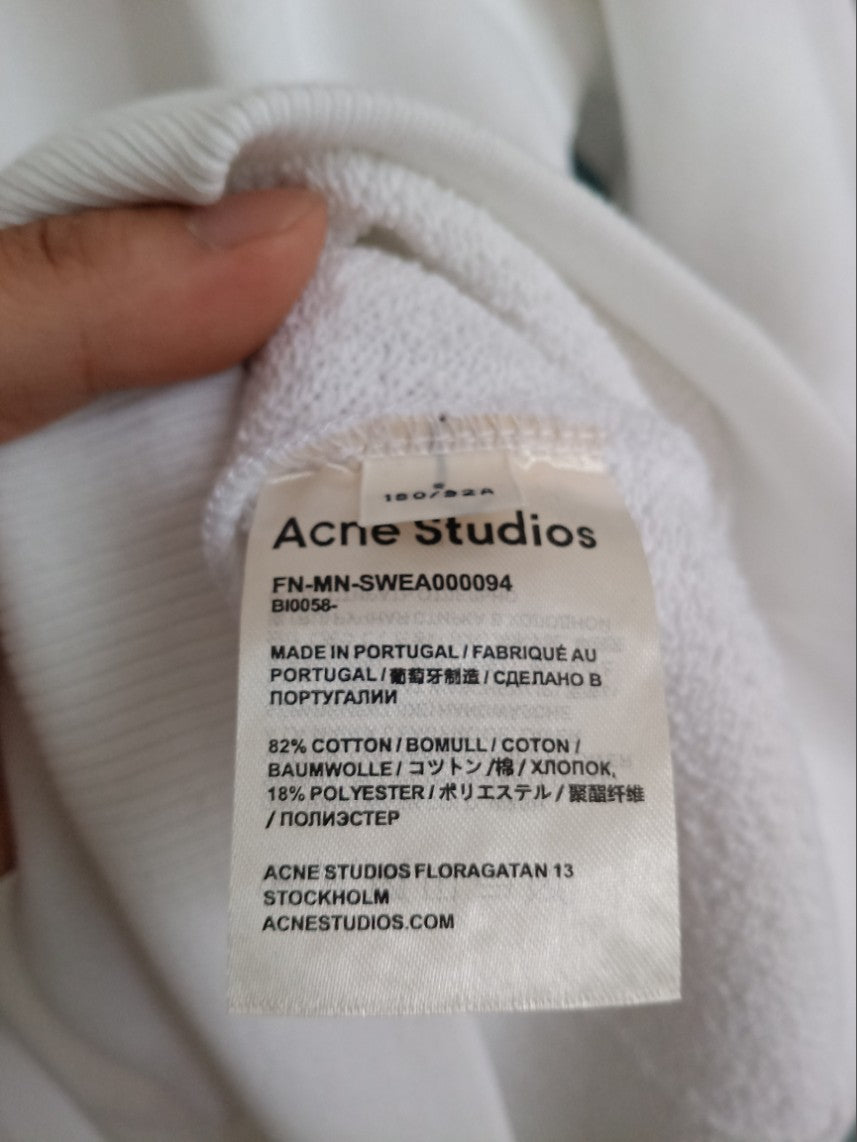 Acne Studios
FN-MN-SWEA000094
BI0058-
MADE IN PORTUGAL / FABRIQUÉ AU
PORTUGAL / 葡萄牙制造 / СДЕЛАНО В
ПОРТУГАЛИИ
82% COTTON / BOMULL / COTON /
BAUMWOLLE / コツトン /棉 / ХЛОПОК,
18% POLYESTER / ポリエステル / 聚酯纤维
/ ПОЛИЭСТЕР
ACNE STUDIOS FLORAGATAN 13
STOCKHOLM
ACNESTUDIOS.COM